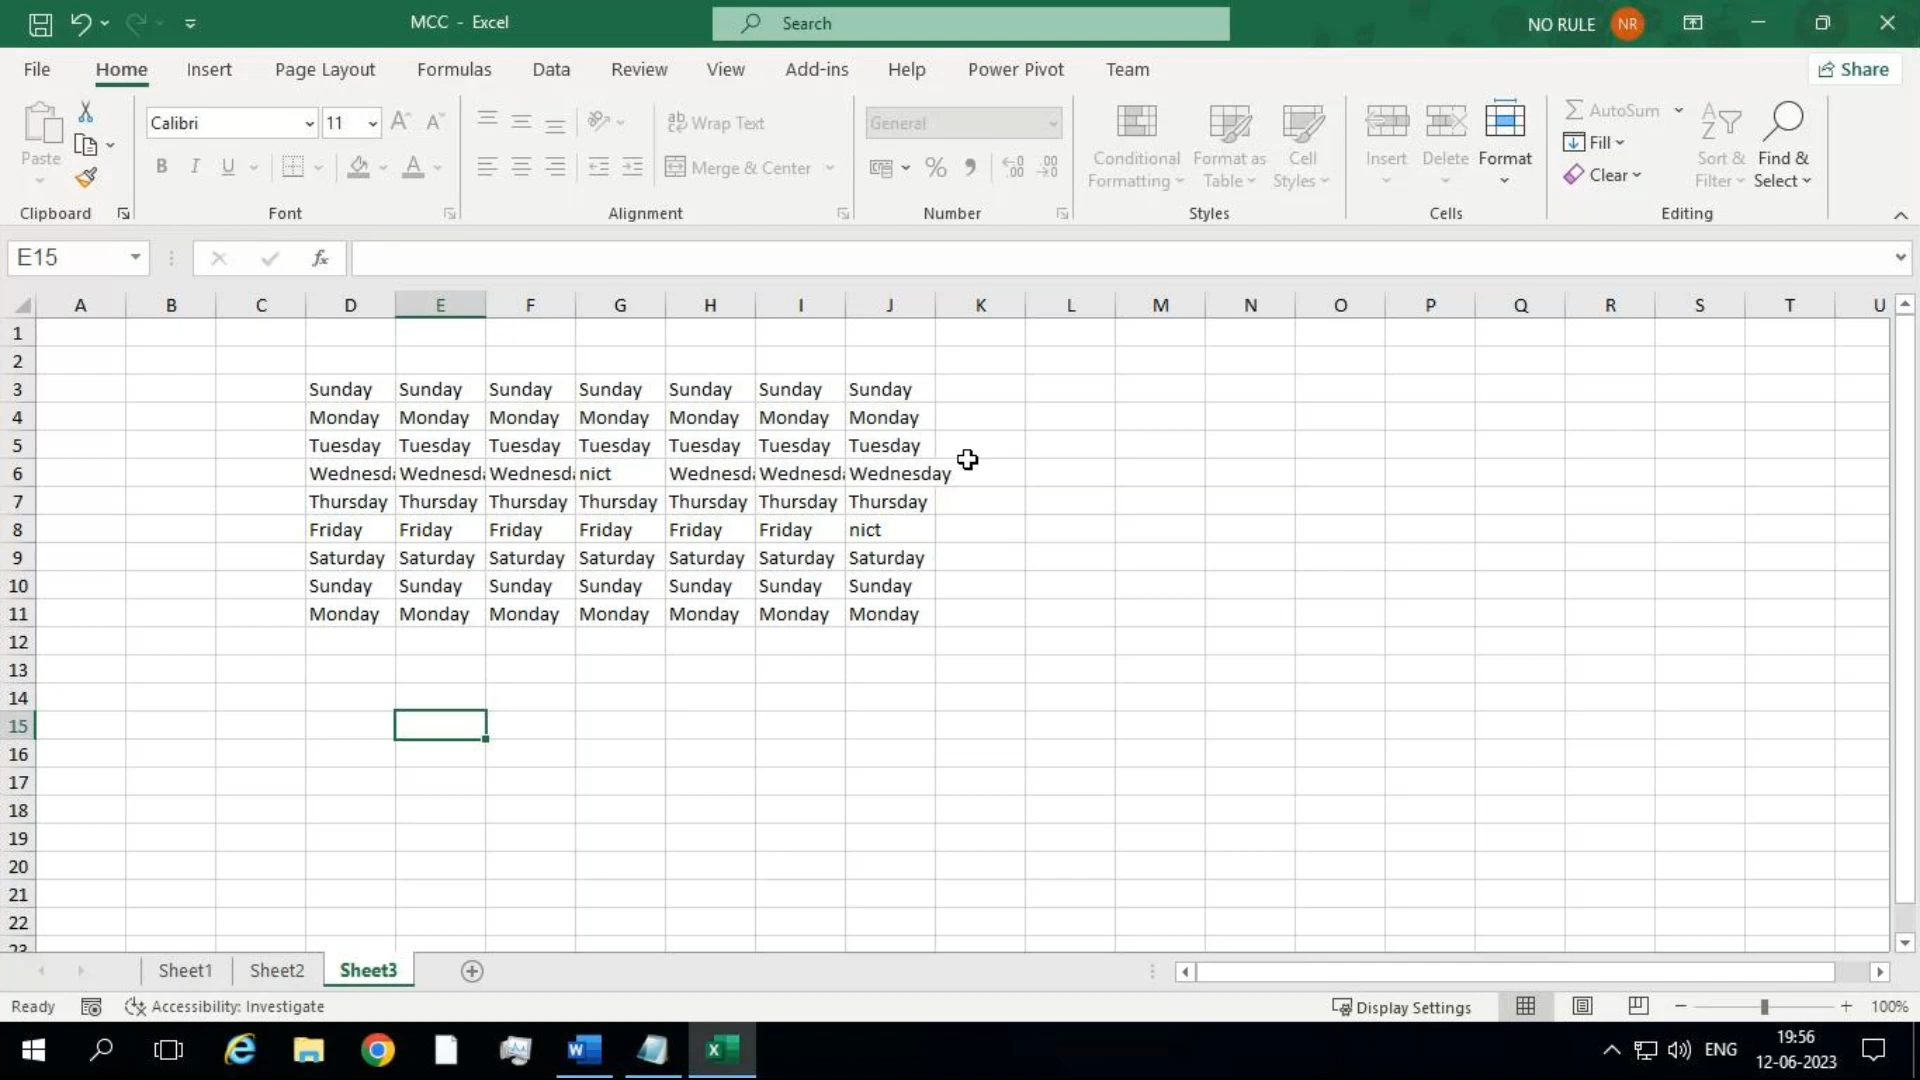 MCC - Excel
Search
NO RULE NR
File Home Insert Page Layout Formulas Data Review View Add-ins Help Power Pivot Team Share
Paste
Calibri 11
B I U A
ab Wrap Text
Merge & Center
General
% 
Conditional Formatting
Format as Table
Cell Styles
Insert Delete Format
AutoSum
Fill
Clear
Sort & Filter
Find & Select
Clipboard Font Alignment Number Styles Cells Editing
E15 fx
A B C D E F G H I J K L M N O P Q R S T U
1
2
3 Sunday Sunday Sunday Sunday Sunday Sunday Sunday
4 Monday Monday Monday Monday Monday Monday Monday
5 Tuesday Tuesday Tuesday Tuesday Tuesday Tuesday Tuesday
6 Wednesda Wednesda Wednesda nict Wednesda Wednesda Wednesday
7 Thursday Thursday Thursday Thursday Thursday Thursday Thursday
8 Friday Friday Friday Friday Friday Friday nict
9 Saturday Saturday Saturday Saturday Saturday Saturday Saturday
10 Sunday Sunday Sunday Sunday Sunday Sunday Sunday
11 Monday Monday Monday Monday Monday Monday Monday
12
13
14
15
16
17
18
19
20
21
22
23
Sheet1 Sheet2 Sheet3
Ready Accessibility: Investigate Display Settings 100%
ENG 19:56
12-06-2023